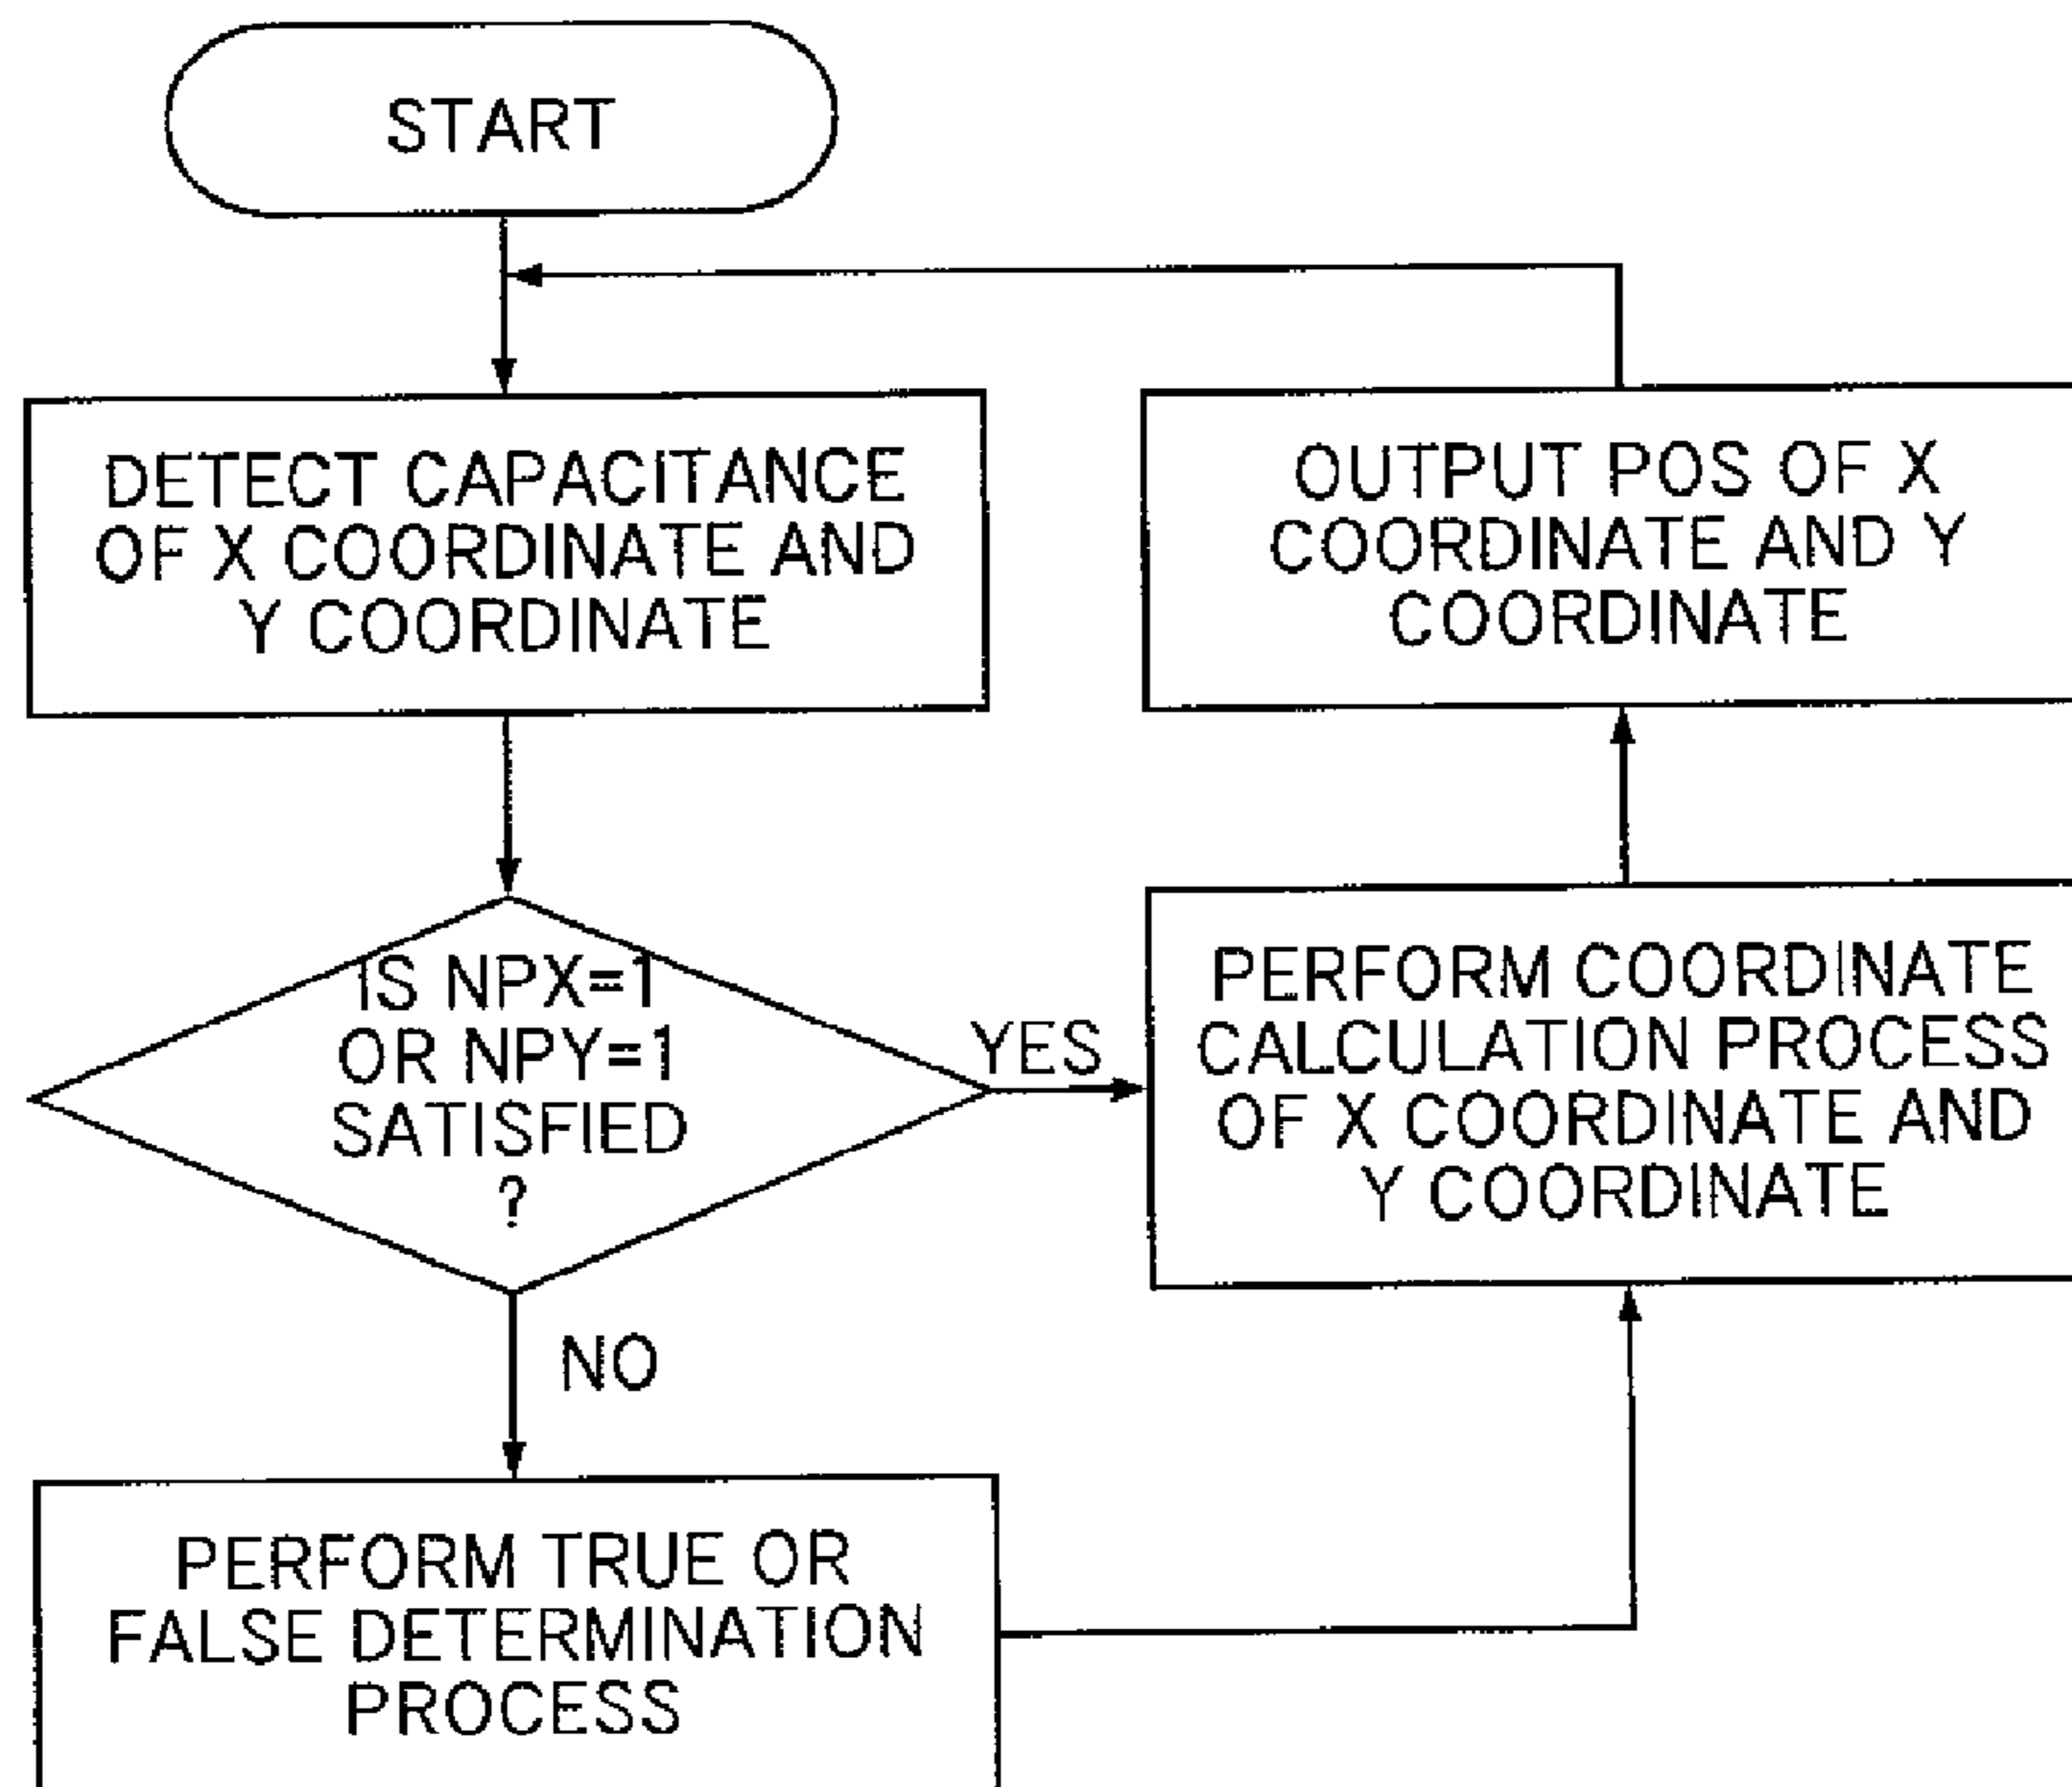 START
DETECT CAPACITANCE
OF X COORDINATE AND
Y COORDINATE
OUTPUT POS OF X
COORDINATE AND Y
COORDINATE
IS NPX=1
OR NPY=1
SATISFIED
?
YES
PERFORM COORDINATE
CALCULATION PROCESS
OF X COORDINATE AND
Y COORDINATE
NO
PERFORM TRUE OR
FALSE DETERMINATION
PROCESS